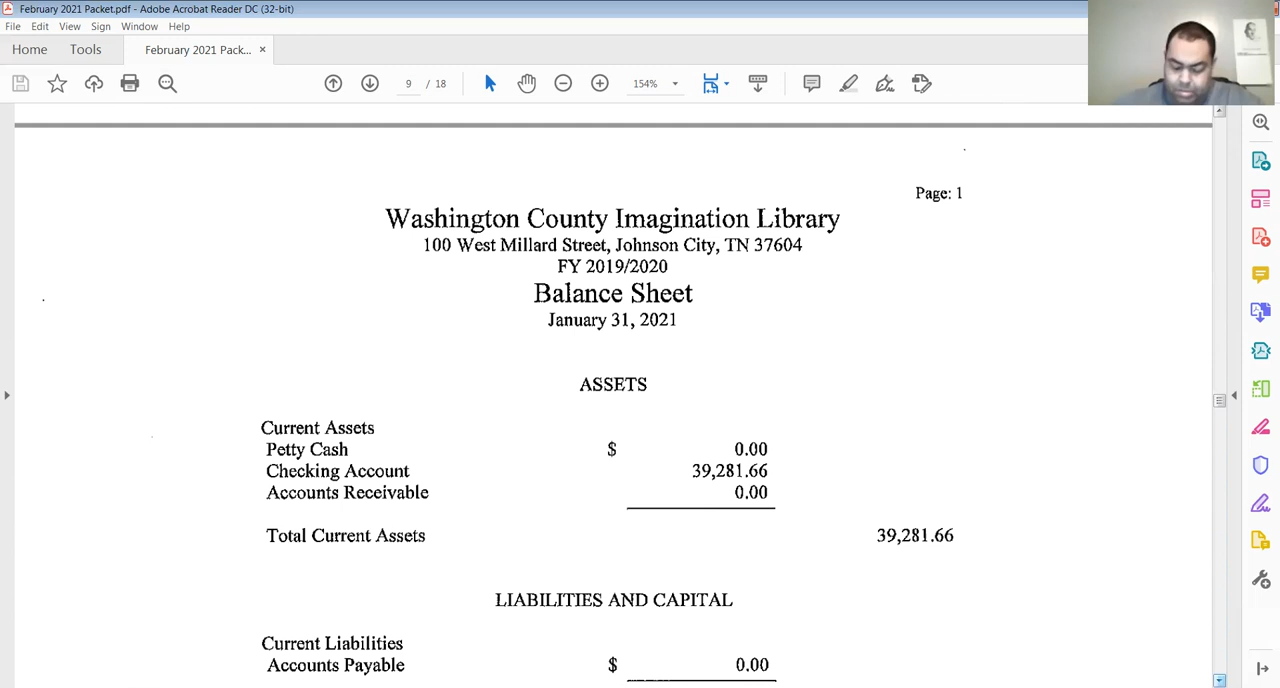 February 2021 Packet.pdf - Adobe Acrobat Reader DC (32-bit)
File Edit View Sign Window Help
Home Tools February 2021 Pack... ×
9 / 18 154%
Page: 1
Washington County Imagination Library
100 West Millard Street, Johnson City, TN 37604
FY 2019/2020
Balance Sheet
January 31, 2021
ASSETS
Current Assets
Petty Cash $ 0.00
Checking Account 39,281.66
Accounts Receivable 0.00
Total Current Assets 39,281.66
LIABILITIES AND CAPITAL
Current Liabilities
Accounts Payable $ 0.00